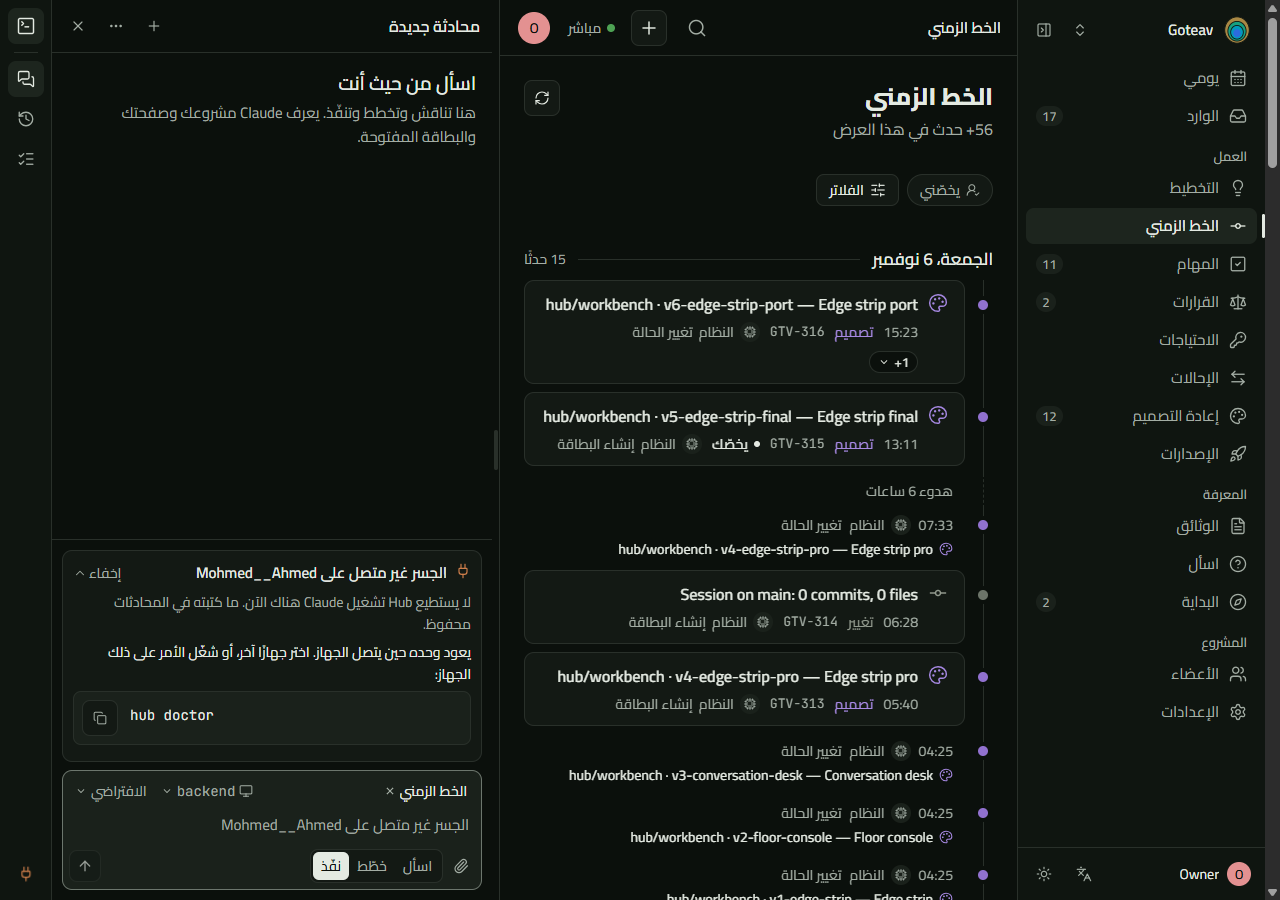 Goteav
يومي
الوارد
17
العمل
التخطيط
الخط الزمني
المهام
11
القرارات
2
الاحتياجات
الإحالات
إعادة التصميم
12
الإصدارات
المعرفة
الوثائق
اسأل
البداية
2
المشروع
الأعضاء
الإعدادات
O
Owner
الخط الزمني
مباشر
O
الخط الزمني
+56 حدث في هذا العرض
يخصّني
الفلاتر
الجمعة، 6 نوفمبر
15 حدثًا
hub/workbench · v6-edge-strip-port — Edge strip port
15:23 تصميم GTV-316 النظام تغيير الحالة
+1
hub/workbench · v5-edge-strip-final — Edge strip final
13:11 تصميم GTV-315 • يخصّك النظام إنشاء البطاقة
هدوء 6 ساعات
07:33 النظام تغيير الحالة
hub/workbench · v4-edge-strip-pro — Edge strip pro
Session on main: 0 commits, 0 files
06:28 تغيير GTV-314 النظام إنشاء البطاقة
hub/workbench · v4-edge-strip-pro — Edge strip pro
05:40 تصميم GTV-313 النظام إنشاء البطاقة
04:25 النظام تغيير الحالة
hub/workbench · v3-conversation-desk — Conversation desk
04:25 النظام تغيير الحالة
hub/workbench · v2-floor-console — Floor console
04:25 النظام تغيير الحالة
hub/workbench · v1-edge-strip — Edge strip
محادثة جديدة
اسأل من حيث أنت
هنا تناقش وتخطط وتنفّذ. يعرف Claude مشروعك وصفحتك
والبطاقة المفتوحة.
الجسر غير متصل على Mohmed__Ahmed
إخفاء
لا يستطيع Hub تشغيل Claude هناك الآن. ما كتبته في المحادثات
محفوظ.
يعود وحده حين يتصل الجهاز. اختر جهازًا آخر، أو شغّل الأمر على ذلك
الجهاز:
hub doctor
الخط الزمني ×
backend
الافتراضي
الجسر غير متصل على Mohmed__Ahmed
اسأل
خطّط
نفّذ